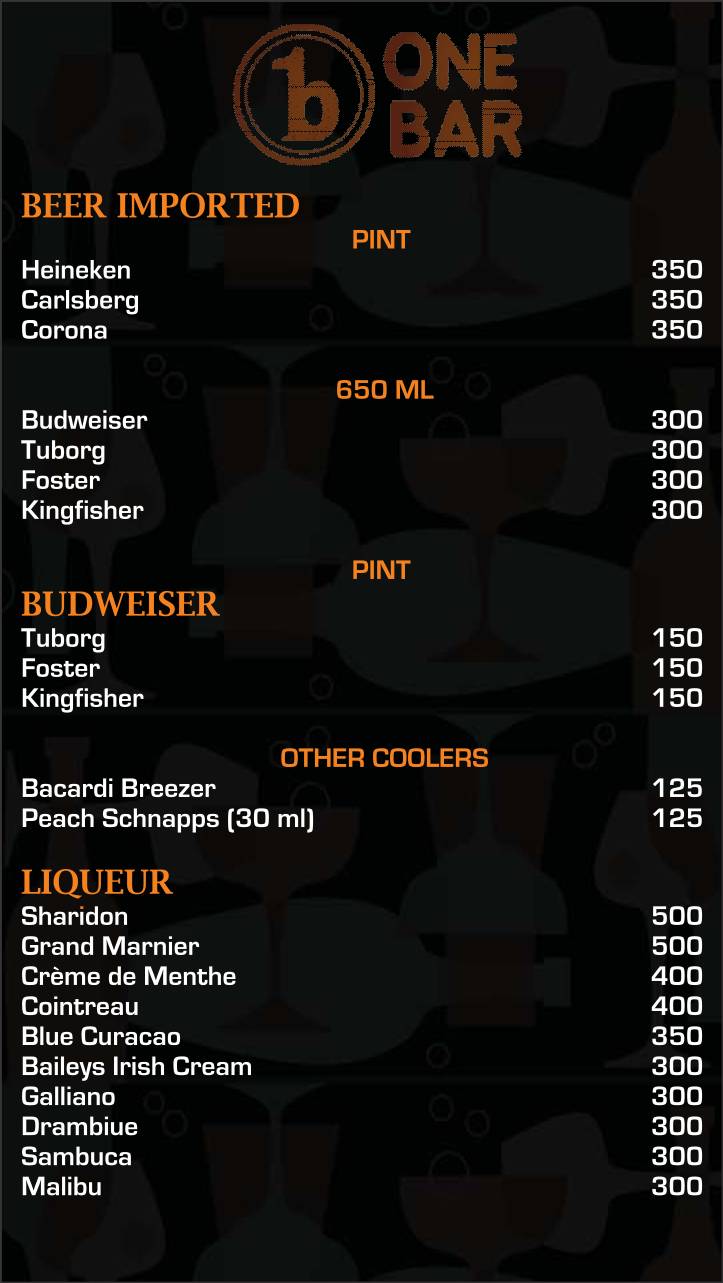 b ONE
BAR
BEER IMPORTED
PINT
Heineken 350
Carlsberg 350
Corona 350
650 ML
Budweiser 300
Tuborg 300
Foster 300
Kingfisher 300
PINT
BUDWEISER
Tuborg 150
Foster 150
Kingfisher 150
OTHER COOLERS
Bacardi Breezer 125
Peach Schnapps (30 ml) 125
LIQUEUR
Sharidon 500
Grand Marnier 500
Crème de Menthe 400
Cointreau 400
Blue Curacao 350
Baileys Irish Cream 300
Galliano 300
Drambiue 300
Sambuca 300
Malibu 300